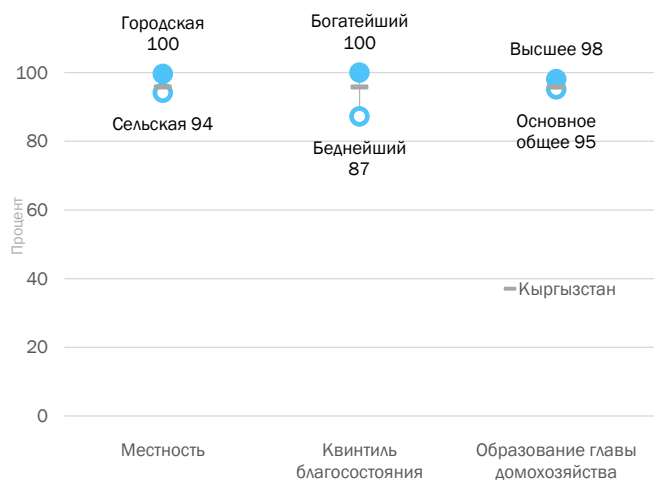 Городская
100
Богатейший
100
Высшее 98
Сельская 94
Беднейший
87
Основное
общее 95
100
80
60
40
20
0
Процент
Кыргызстан
Местность
Квинтиль
благосостояния
Образование главы
домохозяйства